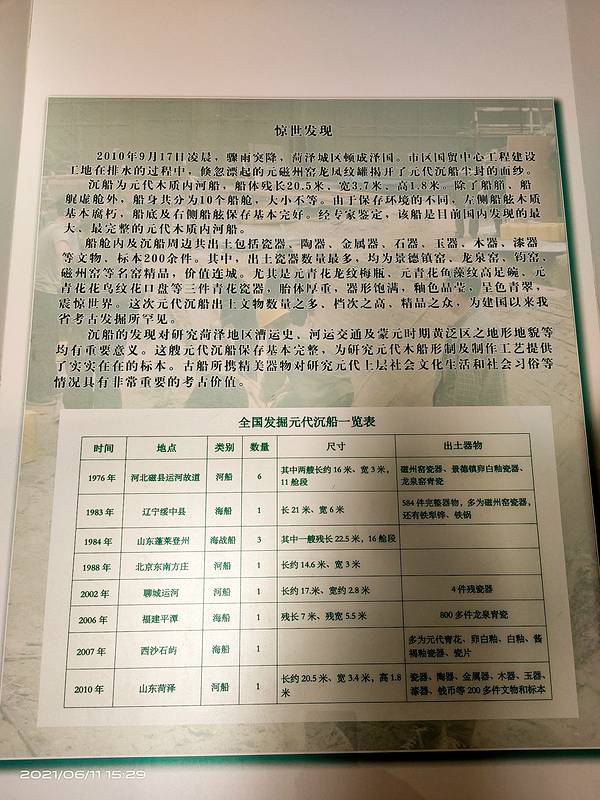 惊世发现
2010年9月17日凌晨，骤雨突降，菏泽城区顿成泽国。市区国贸中心工程建设
工地在排水的过程中，倏忽漂起的元磁州窑龙凤纹罐揭开了元代沉船尘封的面纱。
沉船为元代木质内河船，船体残长20.5米、宽3.7米、高1.8米。除了船艏、船
艉虚舱外，船身共分为10个船舱，大小不等。由于保存环境的不同，左侧船舷木质
基本腐朽，船底及右侧船舷保存基本完好。经专家鉴定，该船是目前国内发现的最
大、最完整的元代木质内河船。
船舱内及沉船周边共出土包括瓷器、陶器、金属器、石器、玉器、木器、漆器
等文物、标本200余件。其中，出土瓷器数量最多，均为景德镇窑、龙泉窑、钧窑、
磁州窑等名窑精品，价值连城。尤其是元青花龙纹梅瓶、元青花鱼藻纹高足碗、元
青花花鸟纹花口盘等三件青花瓷器，胎体厚重，器形饱满，釉色晶莹，呈色青翠，
震惊世界。这次元代沉船出土文物数量之多、档次之高，精品之众，为建国以来我
省考古发掘所罕见。
沉船的发现对研究菏泽地区漕运史、河运交通及蒙元时期黄泛区之地形地貌等
均有重要意义。这艘元代沉船保存基本完整，为研究元代木船形制及制作工艺提供
了实实在在的标本。古船所携精美器物对研究元代上层社会文化生活和社会习俗等
情况具有非常重要的考古价值。
全国发掘元代沉船一览表
时间 地点 类别 数量 尺寸 出土器物
1976年 河北磁县运河故道 河船 6 其中两艘长约16米、宽3米，11舱段 磁州窑瓷器、景德镇卵白釉瓷器、龙泉窑青瓷
1983年 辽宁绥中县 海船 1 长21米、宽6米 584件完整器物，多为磁州窑瓷器，还有铁犁铧、铁锅
1984年 山东蓬莱登州 海战船 3 其中一艘残长22.5米，16舱段
1988年 北京东南方庄 河船 1 长约14.6米、宽3米
2002年 聊城运河 河船 1 长约17米、宽约2.8米 4件残瓷器
2006年 福建平潭 海船 1 残长7米、残宽5.5米 800多件龙泉青瓷
2007年 西沙石屿 海船 1 多为元代青花、卵白釉、白釉、酱褐釉瓷器、瓷片
2010年 山东菏泽 河船 1 长约20.5米、宽3.4米，高1.8米 瓷器、陶器、金属器、木器、玉器、漆器、钱币等200多件文物和标本
2021/06/11 15:29